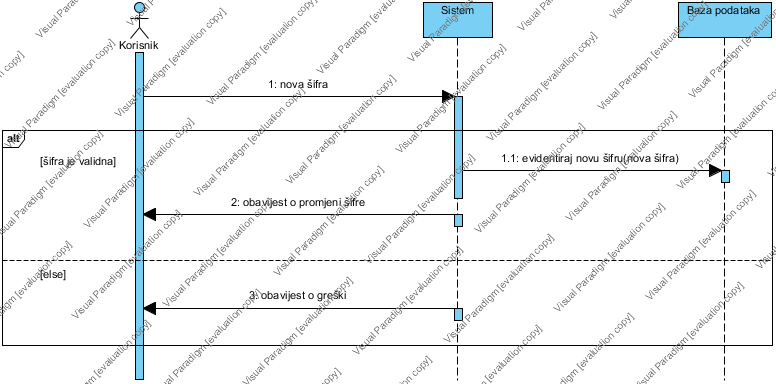 Sistem
Baza podataka
Korisnik
1: nova šifra
alt
[šifra je validna]
1.1: evidentiraj novu šifru(nova šifra)
2: obavijest o promjeni šifre
[else]
3: obavijest o greški
Visual Paradigm [evaluation copy]